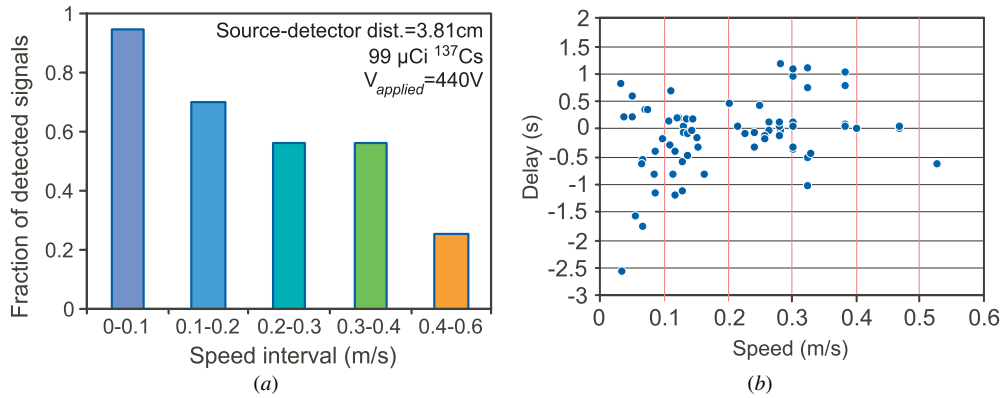 Fraction of detected signals
1
0.8
0.6
0.4
0.2
0
Source-detector dist.=3.81cm
99 µCi ¹³⁷Cs
Vapplied=440V
0-0.1 0.1-0.2 0.2-0.3 0.3-0.4 0.4-0.6
Speed interval (m/s)
(a)
Delay (s)
2
1.5
1
0.5
0
-0.5
-1
-1.5
-2
-2.5
-3
0 0.1 0.2 0.3 0.4 0.5 0.6
Speed (m/s)
(b)